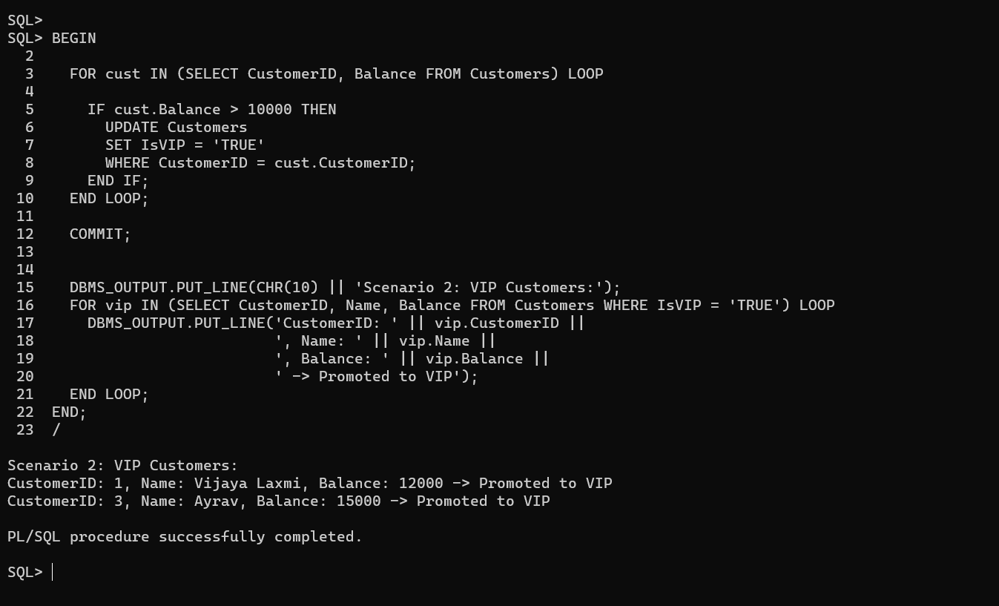 SQL>
SQL> BEGIN
  2
  3    FOR cust IN (SELECT CustomerID, Balance FROM Customers) LOOP
  4
  5      IF cust.Balance > 10000 THEN
  6        UPDATE Customers
  7        SET IsVIP = 'TRUE'
  8        WHERE CustomerID = cust.CustomerID;
  9      END IF;
 10    END LOOP;
 11
 12    COMMIT;
 13
 14
 15    DBMS_OUTPUT.PUT_LINE(CHR(10) || 'Scenario 2: VIP Customers:');
 16    FOR vip IN (SELECT CustomerID, Name, Balance FROM Customers WHERE IsVIP = 'TRUE') LOOP
 17      DBMS_OUTPUT.PUT_LINE('CustomerID: ' || vip.CustomerID ||
 18                           ', Name: ' || vip.Name ||
 19                           ', Balance: ' || vip.Balance ||
 20                           ' -> Promoted to VIP');
 21    END LOOP;
 22  END;
 23  /
Scenario 2: VIP Customers:
CustomerID: 1, Name: Vijaya Laxmi, Balance: 12000 -> Promoted to VIP
CustomerID: 3, Name: Ayrav, Balance: 15000 -> Promoted to VIP
PL/SQL procedure successfully completed.
SQL>